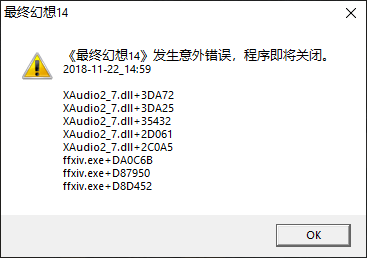 最终幻想14
《最终幻想14》发生意外错误，程序即将关闭。
2018-11-22_14:59
XAudio2_7.dll+3DA72
XAudio2_7.dll+3DA25
XAudio2_7.dll+35432
XAudio2_7.dll+2D061
XAudio2_7.dll+2C0A5
ffxiv.exe+DA0C6B
ffxiv.exe+D87950
ffxiv.exe+D8D452
OK